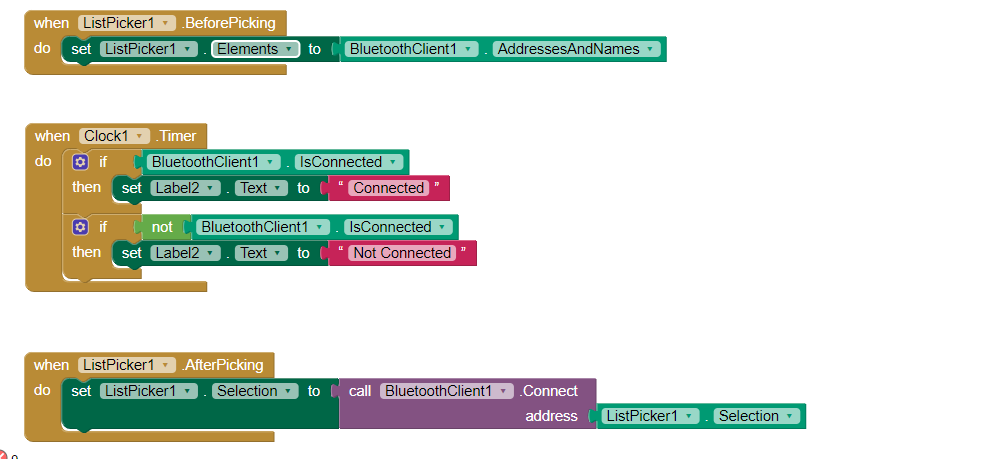 when ListPicker1 .BeforePicking
do set ListPicker1 . Elements to BluetoothClient1 . AddressesAndNames
when Clock1 .Timer
do if BluetoothClient1 . IsConnected
then set Label2 . Text to “ Connected ”
if not BluetoothClient1 . IsConnected
then set Label2 . Text to “ Not Connected ”
when ListPicker1 .AfterPicking
do set ListPicker1 . Selection to call BluetoothClient1 .Connect
address ListPicker1 . Selection